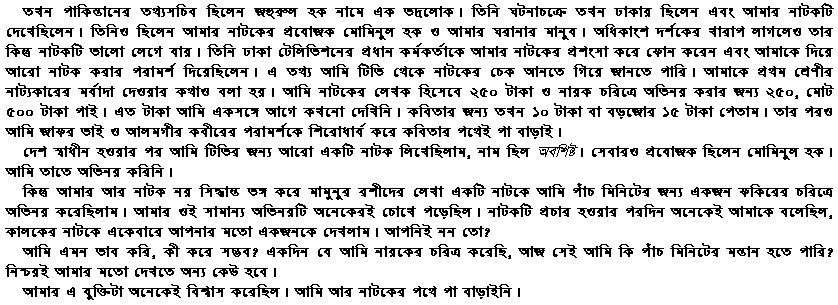 তখন পাকিস্তানের তথ্যসচিব ছিলেন জহুরুল হক নামে এক ভদ্রলোক। তিনি ঘটনাচক্রে তখন ঢাকায় ছিলেন এবং আমার নাটকটি
দেখেছিলেন। তিনিও ছিলেন আমার নাটকের প্রযোজক মোমিনুল হক ও আমার ঘরানার মানুষ। অধিকাংশ দর্শকের খারাপ লাগলেও তার
কিন্তু নাটকটি ভালো লেগে যায়। তিনি ঢাকা টেলিভিশনের প্রধান কর্মকর্তাকে আমার নাটকের প্রশংসা করে ফোন করেন এবং আমাকে দিয়ে
আরো নাটক করার পরামর্শ দিয়েছিলেন। এ তথ্য আমি টিভি থেকে নাটকের চেক আনতে গিয়ে জানতে পারি। আমাকে প্রথম শ্রেণীর
নাট্যকারের মর্যাদা দেওয়ার কথাও বলা হয়। আমি নাটকের লেখক হিসেবে ২৫০ টাকা ও নায়ক চরিত্রে অভিনয় করার জন্য ২৫০, মোট
৫০০ টাকা পাই। এত টাকা আমি একসঙ্গে আগে কখনো দেখিনি। কবিতার জন্য তখন ১০ টাকা বা বড়জোর ১৫ টাকা পেতাম। তার পরও
আমি জাফর ভাই ও আলমগীর কবীরের পরামর্শকে শিরোধার্য করে কবিতার পথেই পা বাড়াই।
দেশ স্বাধীন হওয়ার পর আমি টিভির জন্য আরো একটি নাটক লিখেছিলাম, নাম ছিল অবশিষ্ট। সেবারও প্রযোজক ছিলেন মোমিনুল হক।
আমি তাতে অভিনয় করিনি।
কিন্তু আমার আর নাটক নয় সিদ্ধান্ত ভঙ্গ করে মামুনুর রশীদের লেখা একটি নাটকে আমি পাঁচ মিনিটের জন্য একজন ফকিরের চরিত্রে
অভিনয় করেছিলাম। আমার ওই সামান্য অভিনয়টি অনেকেরই চোখে পড়েছিল। নাটকটি প্রচার হওয়ার পরদিন অনেকেই আমাকে বলেছিল,
কালকের নাটকে একেবারে আপনার মতো একজনকে দেখলাম। আপনিই নন তো?
আমি এমন ভাব করি, কী করে সম্ভব? একদিন যে আমি নায়কের চরিত্র করেছি, আজ সেই আমি কি পাঁচ মিনিটের মস্তান হতে পারি?
নিশ্চয়ই আমার মতো দেখতে অন্য কেউ হবে।
আমার এ যুক্তিটা অনেকেই বিশ্বাস করেছিল। আমি আর নাটকের পথে পা বাড়াইনি।